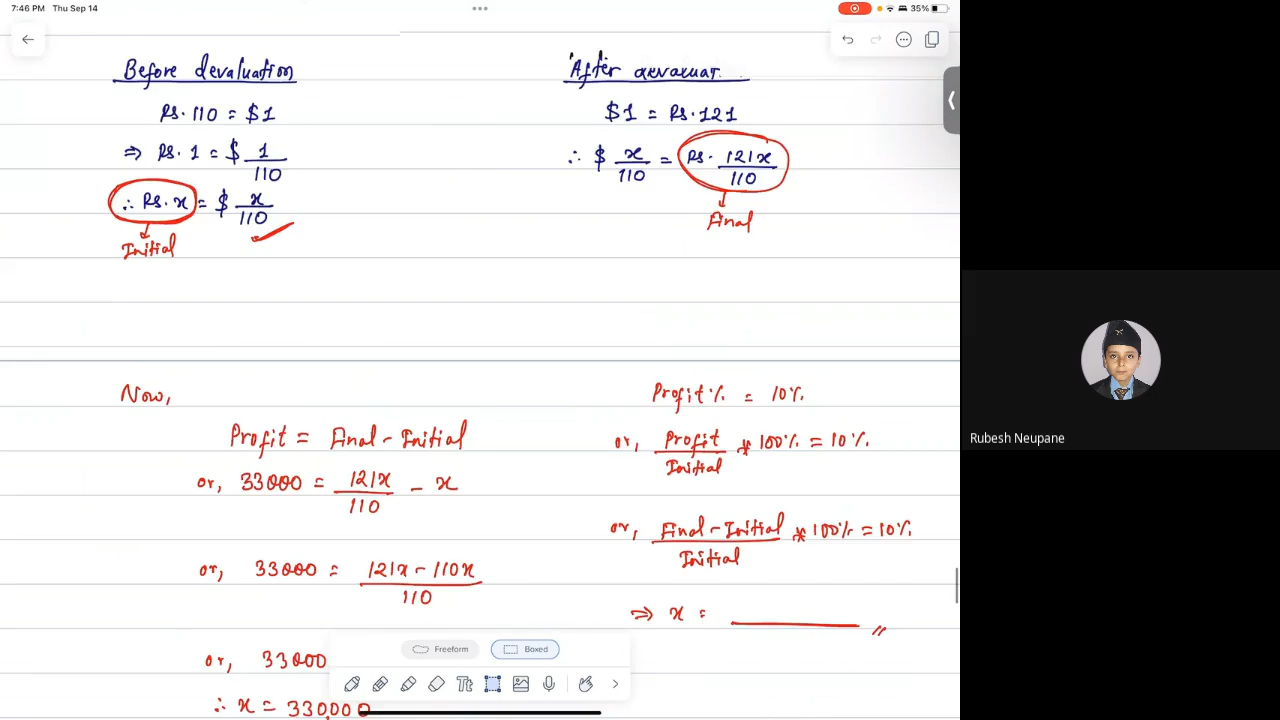 7:46 PM Thu Sep 14
35%
Before devaluation
Rs. 110 = $1
⇒ Rs. 1 = $ 1/110
∴ Rs. x = $ x/110
Initial
After
$1 = Rs. 121
∴ $ x/110 = Rs. 121x/110
Final
Now,
Profit = Final - Initial
or, 33000 = 121x/110 - x
or, 33000 = 121x - 110x/110
or, 33000
∴ x = 330,000
Profit% = 10%
or, Profit/Initial * 100% = 10%
or, Final - Initial/Initial * 100% = 10%
⇒ x =
Freeform Boxed
Tt
Rubesh Neupane